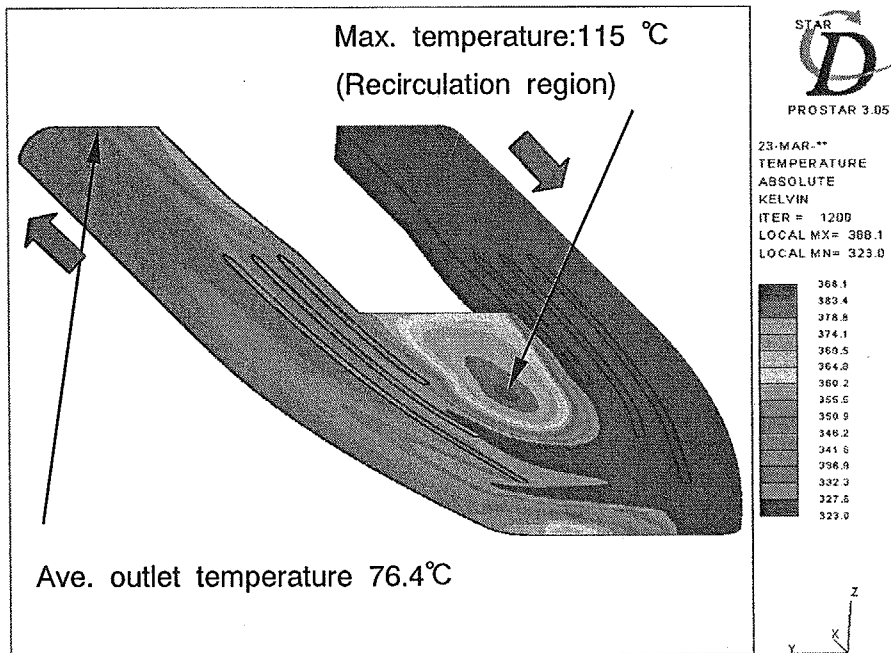 Max. temperature:115 ℃
(Recirculation region)
Ave. outlet temperature 76.4℃
STAR
D
PROSTAR 3.05
23-MAR-**
TEMPERATURE
ABSOLUTE
KELVIN
ITER = 1200
LOCAL MX= 388.1
LOCAL MN= 323.0
388.1
383.4
378.8
374.1
369.5
364.8
360.2
355.5
350.9
346.2
341.6
336.9
332.3
327.6
323.0
Z
X
Y